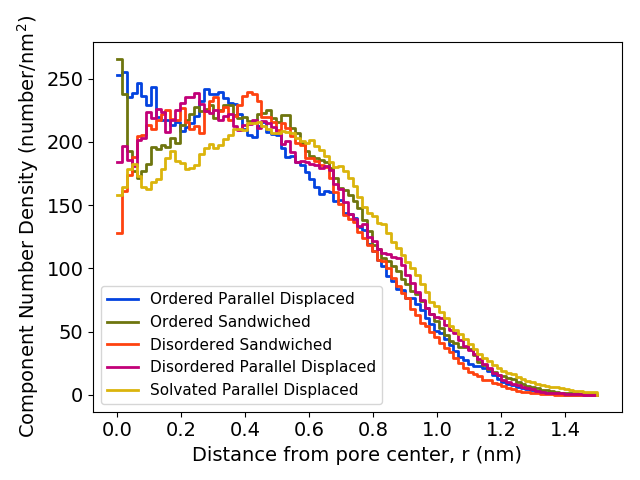 Component Number Density (number/nm²)
250
200
150
100
50
0
Ordered Parallel Displaced
Ordered Sandwiched
Disordered Sandwiched
Disordered Parallel Displaced
Solvated Parallel Displaced
0.0 0.2 0.4 0.6 0.8 1.0 1.2 1.4
Distance from pore center, r (nm)